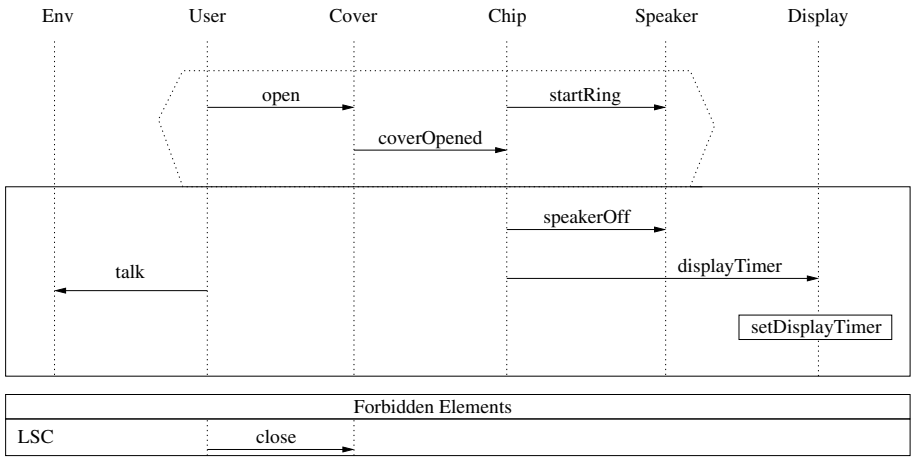 Env User Cover Chip Speaker Display
open startRing
coverOpened
speakerOff
displayTimer
talk
setDisplayTimer
Forbidden Elements
LSC close